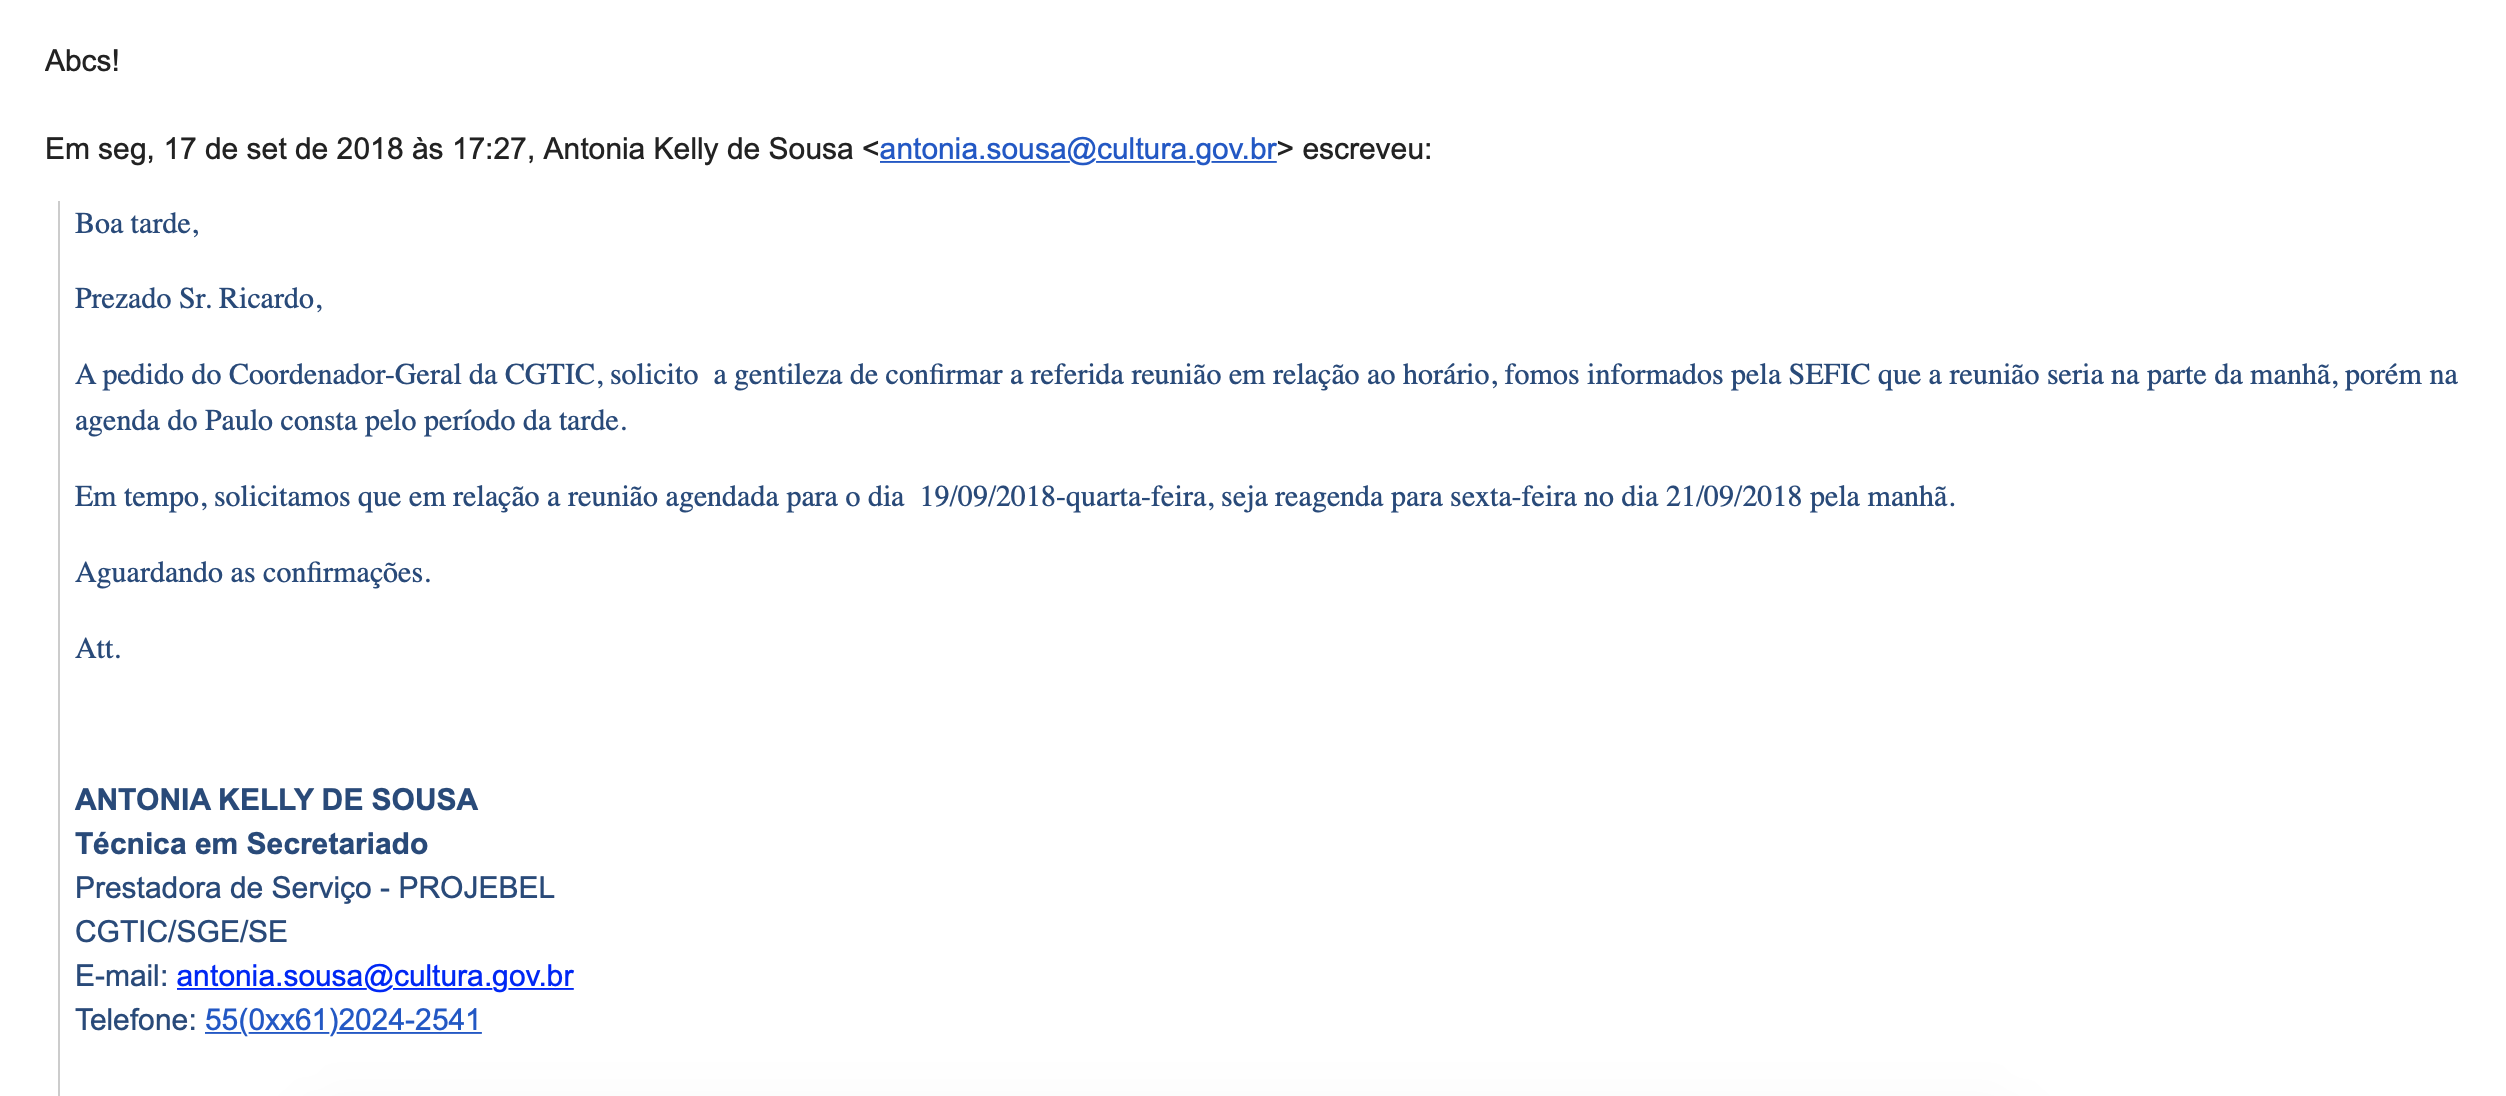 Abcs!
Em seg, 17 de set de 2018 às 17:27, Antonia Kelly de Sousa <antonia.sousa@cultura.gov.br> escreveu:
Boa tarde,
Prezado Sr. Ricardo,
A pedido do Coordenador-Geral da CGTIC, solicito  a gentileza de confirmar a referida reunião em relação ao horário, fomos informados pela SEFIC que a reunião seria na parte da manhã, porém na
agenda do Paulo consta pelo período da tarde.
Em tempo, solicitamos que em relação a reunião agendada para o dia  19/09/2018-quarta-feira, seja reagenda para sexta-feira no dia 21/09/2018 pela manhã.
Aguardando as confirmações.
Att.
ANTONIA KELLY DE SOUSA
Técnica em Secretariado
Prestadora de Serviço - PROJEBEL
CGTIC/SGE/SE
E-mail: antonia.sousa@cultura.gov.br
Telefone: 55(0xx61)2024-2541